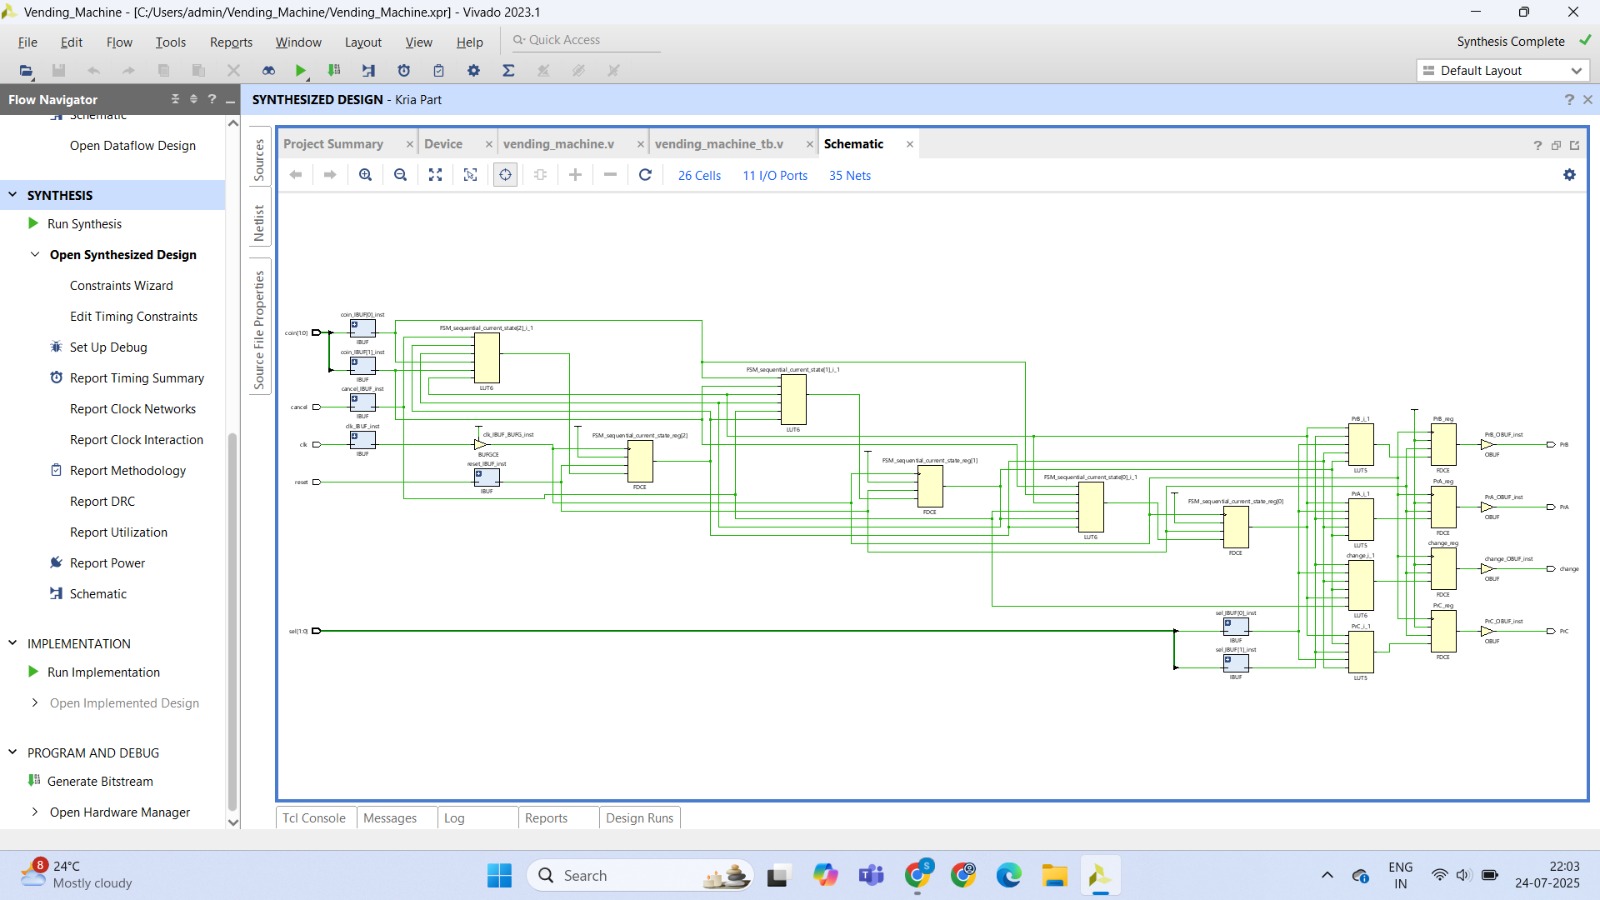 Vending_Machine - [C:/Users/admin/Vending_Machine/Vending_Machine.xpr] - Vivado 2023.1
File Edit Flow Tools Reports Window Layout View Help Quick Access
Synthesis Complete
Default Layout
Flow Navigator
SYNTHESIZED DESIGN - Kria Part
Schematic
Open Dataflow Design
SYNTHESIS
Run Synthesis
Open Synthesized Design
Constraints Wizard
Edit Timing Constraints
Set Up Debug
Report Timing Summary
Report Clock Networks
Report Clock Interaction
Report Methodology
Report DRC
Report Utilization
Report Power
Schematic
IMPLEMENTATION
Run Implementation
Open Implemented Design
PROGRAM AND DEBUG
Generate Bitstream
Open Hardware Manager
Sources
Netlist
Source File Properties
Project Summary
Device
vending_machine.v
vending_machine_tb.v
Schematic
26 Cells 11 I/O Ports 35 Nets
coin[1:0]
coin_IBUF[0]_inst
IBUF
coin_IBUF[1]_inst
IBUF
cancel
cancel_IBUF_inst
IBUF
clk
clk_IBUF_inst
IBUF
reset
reset_IBUF_inst
IBUF
clk_IBUF_BUFG_inst
BUFGCE
FSM_sequential_current_state[2]_i_1
LUT6
FSM_sequential_current_state_reg[2]
FDCE
FSM_sequential_current_state[1]_i_1
LUT6
FSM_sequential_current_state_reg[1]
FDCE
FSM_sequential_current_state[0]_i_1
LUT6
FSM_sequential_current_state_reg[0]
FDCE
sel[1:0]
sel_IBUF[0]_inst
IBUF
sel_IBUF[1]_inst
IBUF
PrB_i_1
LUT5
PrA_i_1
LUT5
change_i_1
LUT6
PrC_i_1
LUT5
PrB_reg
FDCE
PrA_reg
FDCE
change_reg
FDCE
PrC_reg
FDCE
PrB_OBUF_inst
OBUF
PrB
PrA_OBUF_inst
OBUF
PrA
change_OBUF_inst
OBUF
change
PrC_OBUF_inst
OBUF
PrC
Tcl Console
Messages
Log
Reports
Design Runs
8
24°C
Mostly cloudy
Search
ENG
IN
22:03
24-07-2025